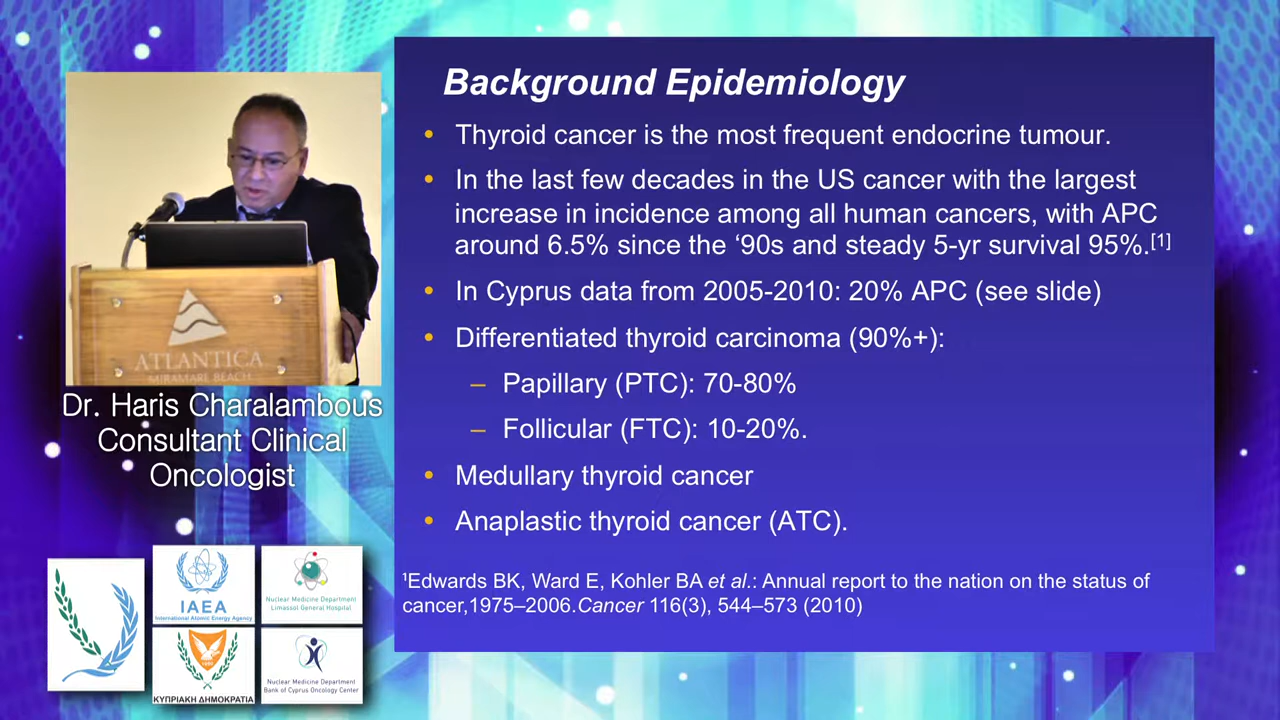 Background Epidemiology
• Thyroid cancer is the most frequent endocrine tumour.
• In the last few decades in the US cancer with the largest
increase in incidence among all human cancers, with APC
around 6.5% since the ‘90s and steady 5-yr survival 95%.[1]
• In Cyprus data from 2005-2010: 20% APC (see slide)
• Differentiated thyroid carcinoma (90%+):
– Papillary (PTC): 70-80%
– Follicular (FTC): 10-20%.
• Medullary thyroid cancer
• Anaplastic thyroid cancer (ATC).
¹Edwards BK, Ward E, Kohler BA et al.: Annual report to the nation on the status of
cancer,1975–2006.Cancer 116(3), 544–573 (2010)
ATLANTICA
MIRAMARE BEACH
Dr. Haris Charalambous
Consultant Clinical
Oncologist
IAEA
International Atomic Energy Agency
Nuclear Medicine Department
Limassol General Hospital
ΚΥΠΡΙΑΚΗ ΔΗΜΟΚΡΑΤΙΑ
Nuclear Medicine Department
Bank of Cyprus Oncology Center